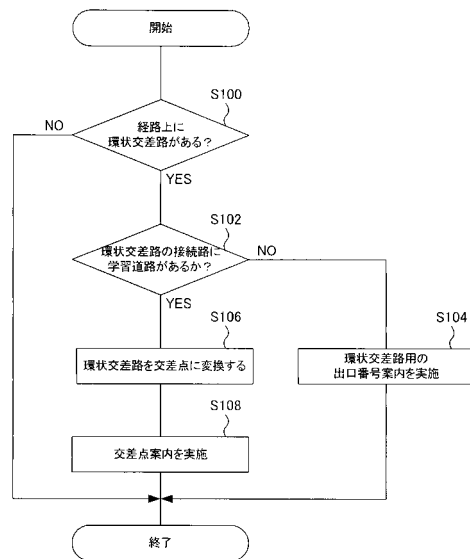 開始
S100
NO
経路上に
環状交差路がある?
YES
S102
環状交差路の接続路に
学習道路があるか?
NO
YES
S106
S104
環状交差路を交差点に変換する
環状交差路用の
出口番号案内を実施
S108
交差点案内を実施
終了